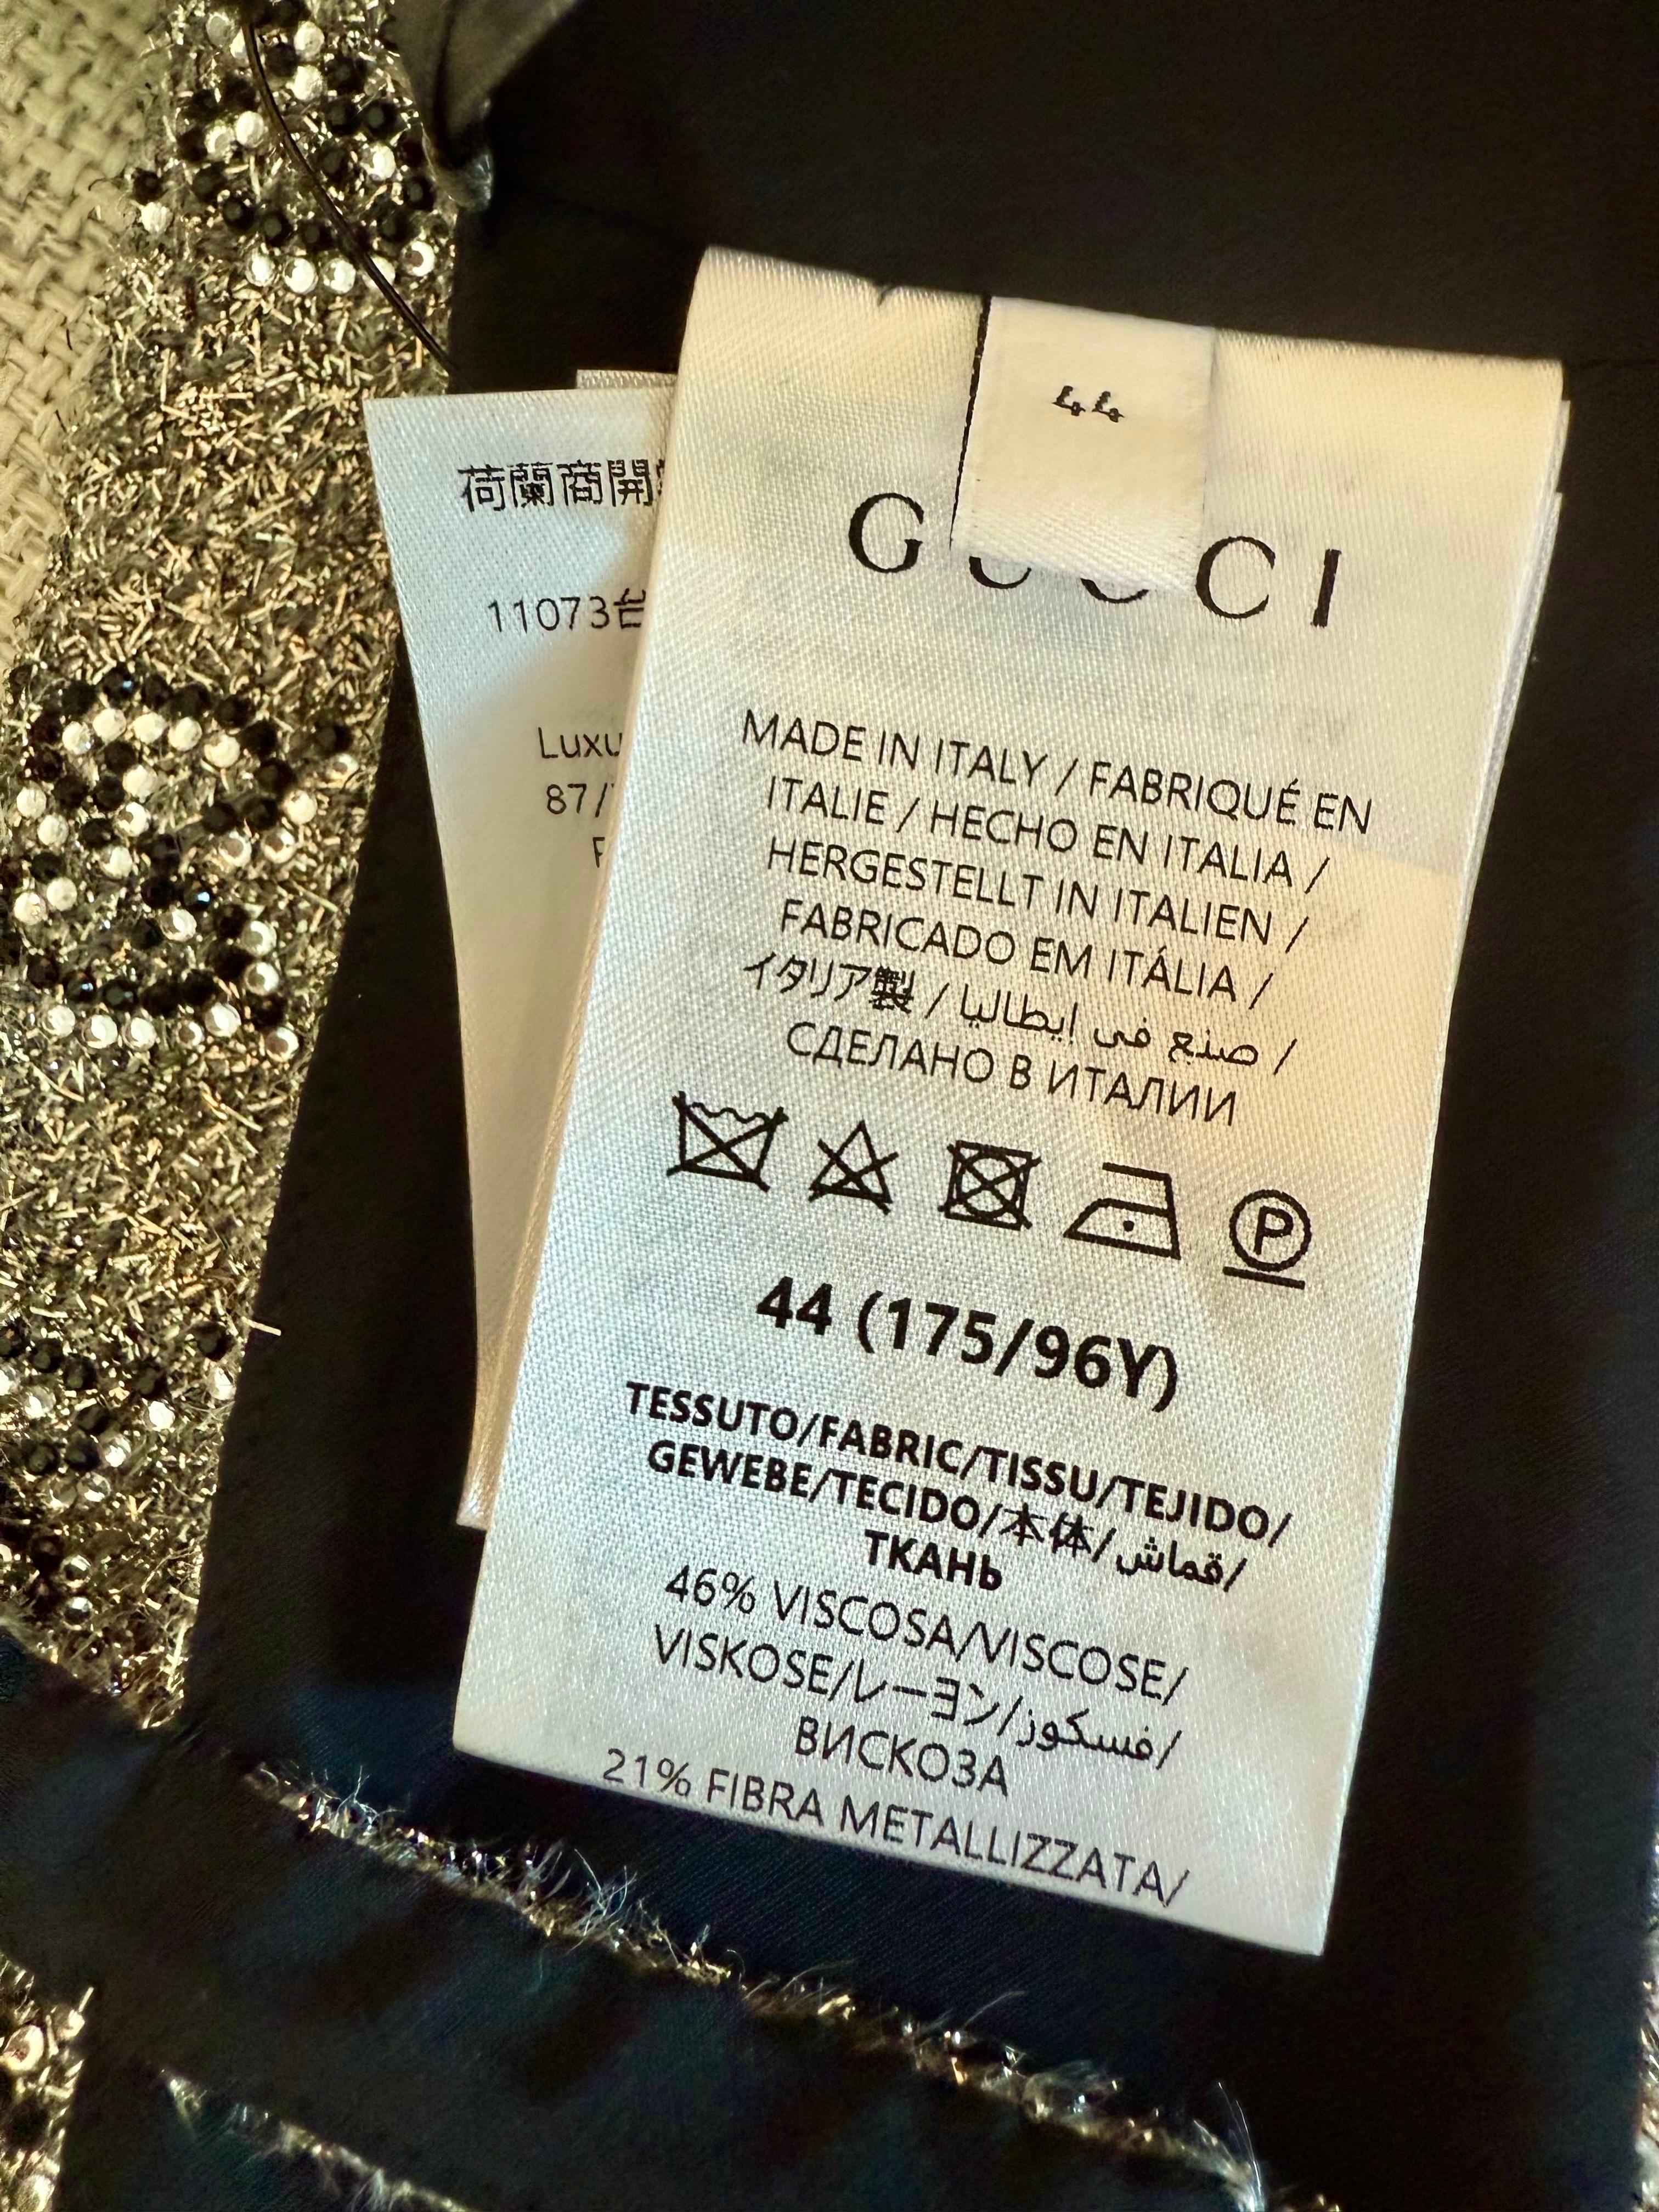 44
GUCCI
MADE IN ITALY / FABRIQUÉ EN
ITALIE / HECHO EN ITALIA /
HERGESTELLT IN ITALIEN /
FABRICADO EM ITÁLIA /
イタリア製 / صنع في إيطاليا /
СДЕЛАНО В ИТАЛИИ
P
44 (175/96Y)
TESSUTO/FABRIC/TISSU/TEJIDO/
GEWEBE/TECIDO/本体/قماش/
ТКАНЬ
46% VISCOSA/VISCOSE/
VISKOSE/レーヨン/فسكوز/
ВИСКОЗА
21% FIBRA METALLIZZATA/
荷蘭商開
11073台
Luxu
87/